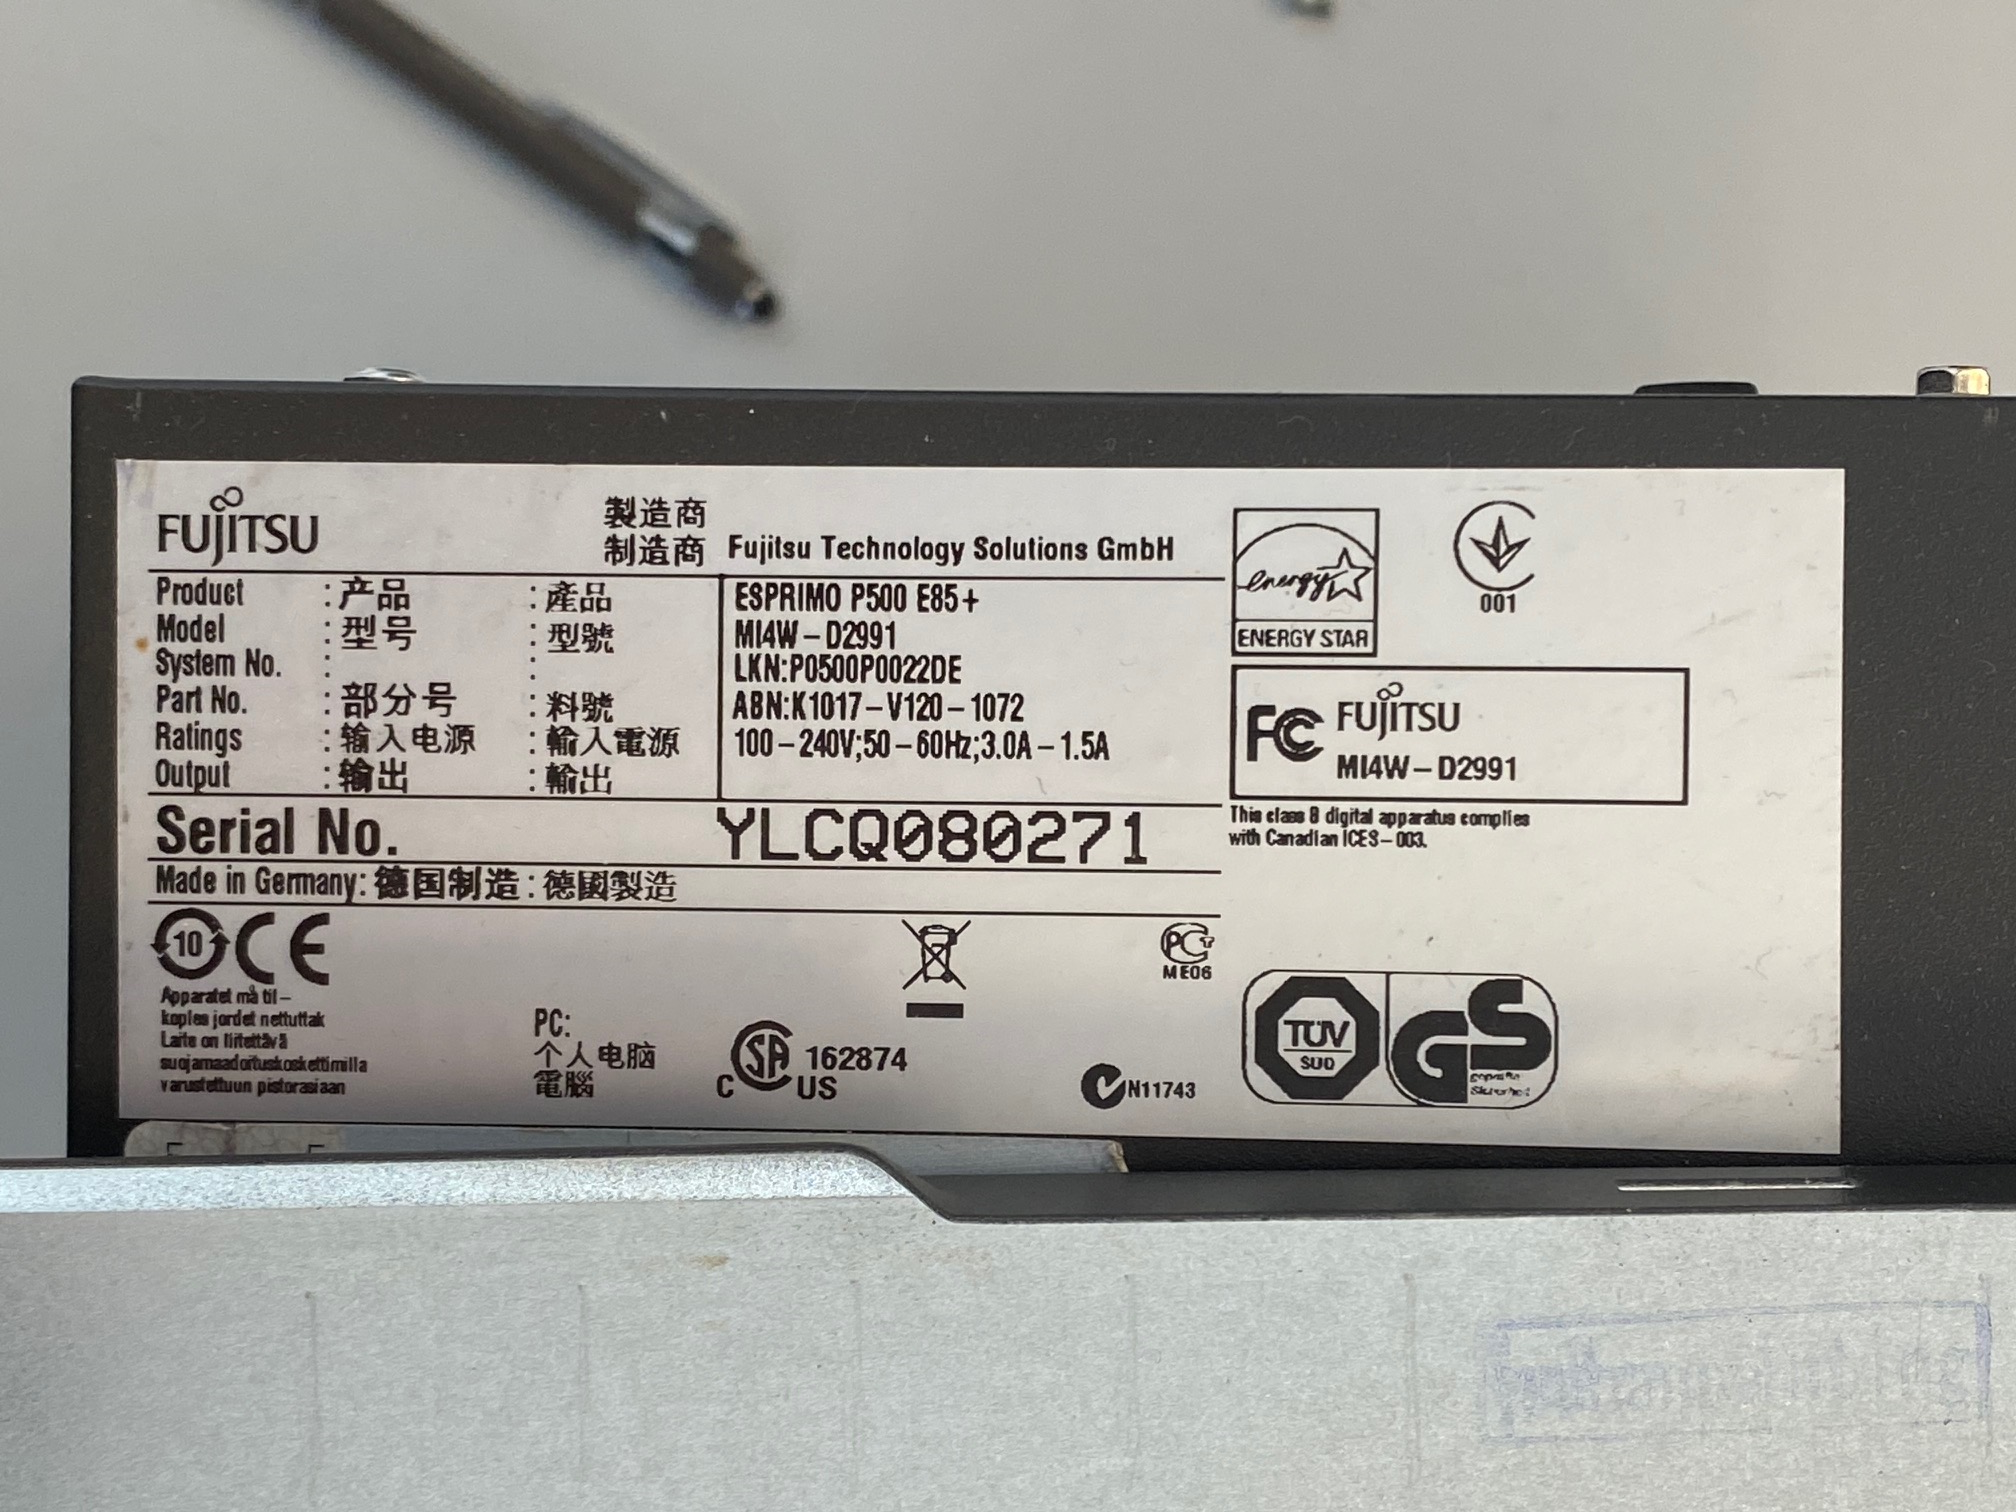 FUJITSU
製造商
制造商 Fujitsu Technology Solutions GmbH
Product :产品 :產品 ESPRIMO P500 E85+
Model :型号 :型號 MI4W-D2991
System No. : : LKN:P0500P0022DE
Part No. :部分号 :料號 ABN:K1017-V120-1072
Ratings :输入电源 :輸入電源 100-240V;50-60Hz;3.0A-1.5A
Output :输出 :輸出
Serial No. YLCQ080271
Made in Germany: 德国制造: 德國製造
10 CE
Apparatet må til-
koples jordet nettuttak
Laite on liitettävä
suojamaadoituskoskettimilla
varustettuun pistorasiaan
PC:
个人电脑
電腦
C SA US 162874
PCT
ME06
N11743
energy
ENERGY STAR
001
FC FUJITSU
MI4W-D2991
This class B digital apparatus complies
with Canadian ICES-003.
TÜV
SÜD
GS
geprüfte
Sicherheit